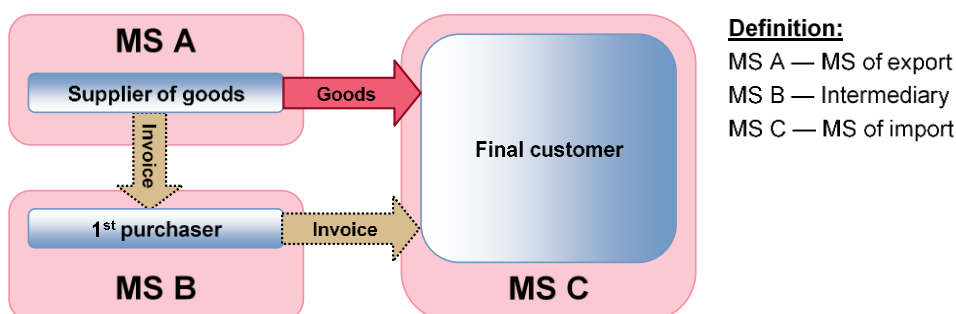 MS A
Supplier of goods
Goods
Invoice
1st purchaser
Invoice
MS B
Final customer
MS C
Definition:
MS A — MS of export
MS B — Intermediary
MS C — MS of import